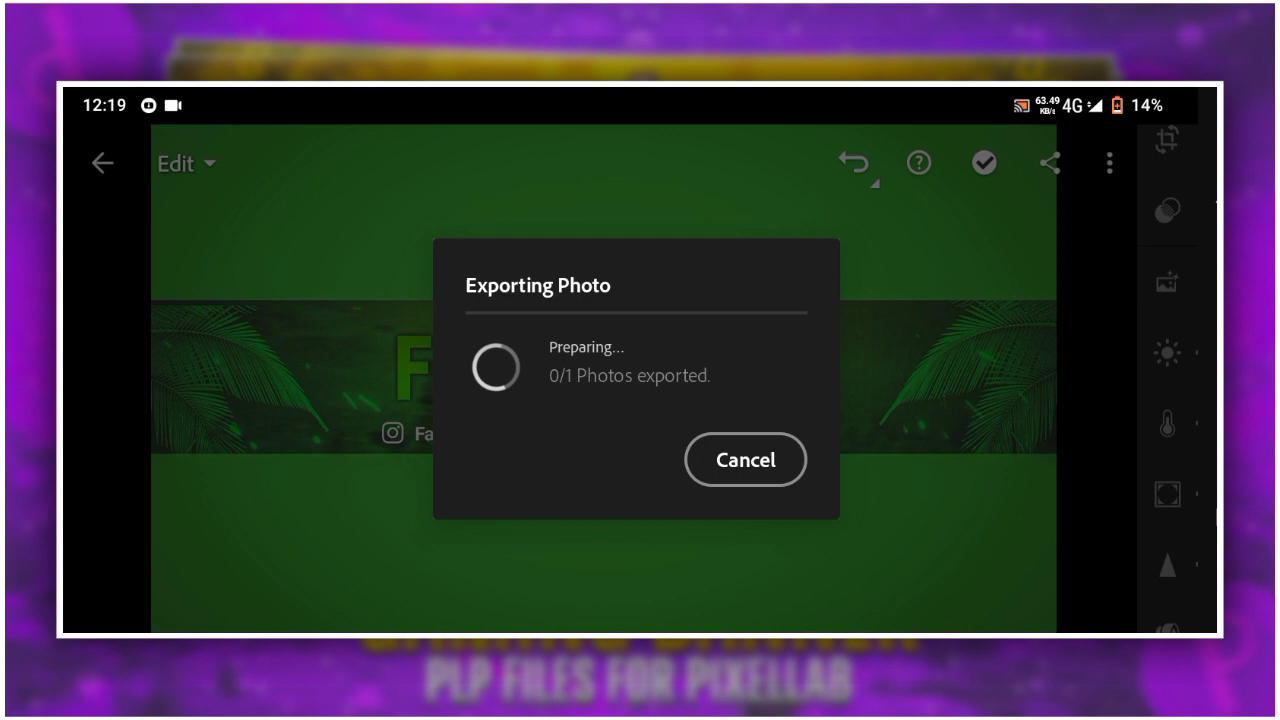 12:19
63.49
KB/s
4G
14%
Edit
Exporting Photo
Preparing...
0/1 Photos exported.
F
Fa
Cancel
PLP FILES FOR PIXELLAB